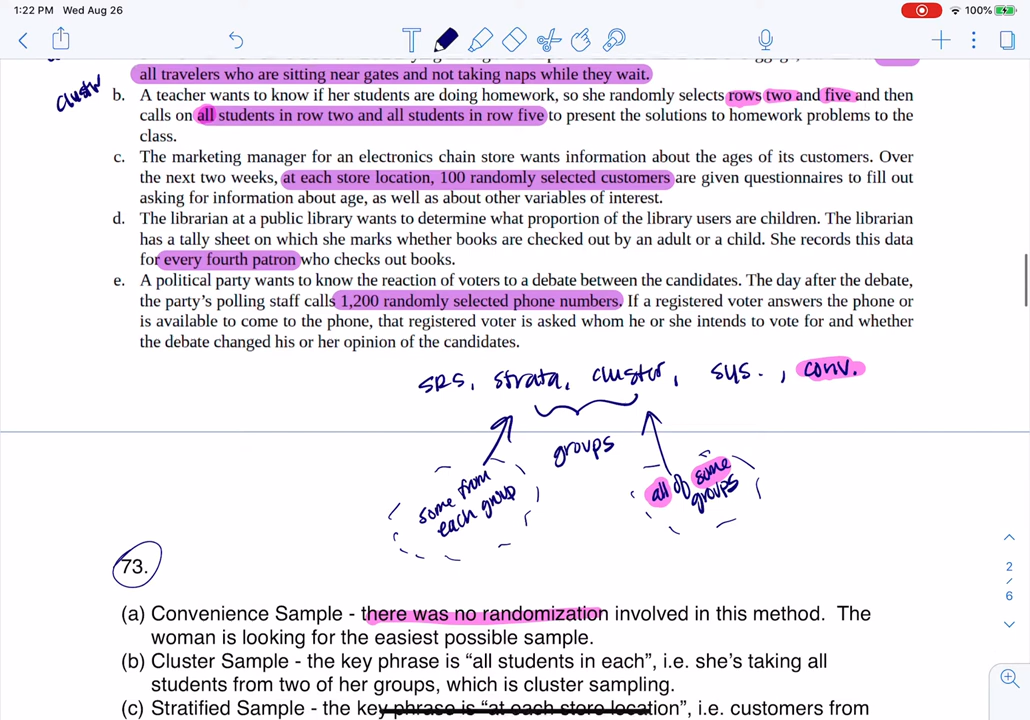 1:22 PM Wed Aug 26
100%
all travelers who are sitting near gates and not taking naps while they wait.
cluster
b. A teacher wants to know if her students are doing homework, so she randomly selects rows two and five and then
calls on all students in row two and all students in row five to present the solutions to homework problems to the
class.
c. The marketing manager for an electronics chain store wants information about the ages of its customers. Over
the next two weeks, at each store location, 100 randomly selected customers are given questionnaires to fill out
asking for information about age, as well as about other variables of interest.
d. The librarian at a public library wants to determine what proportion of the library users are children. The librarian
has a tally sheet on which she marks whether books are checked out by an adult or a child. She records this data
for every fourth patron who checks out books.
e. A political party wants to know the reaction of voters to a debate between the candidates. The day after the debate,
the party's polling staff calls 1,200 randomly selected phone numbers. If a registered voter answers the phone or
is available to come to the phone, that registered voter is asked whom he or she intends to vote for and whether
the debate changed his or her opinion of the candidates.
SRS, strata, cluster, sys., conv.
groups
some from
each group
all of some
groups
73.
2
/
6
(a) Convenience Sample - there was no randomization involved in this method. The
woman is looking for the easiest possible sample.
(b) Cluster Sample - the key phrase is "all students in each", i.e. she's taking all
students from two of her groups, which is cluster sampling.
(c) Stratified Sample - the key phrase is "at each store location", i.e. customers from